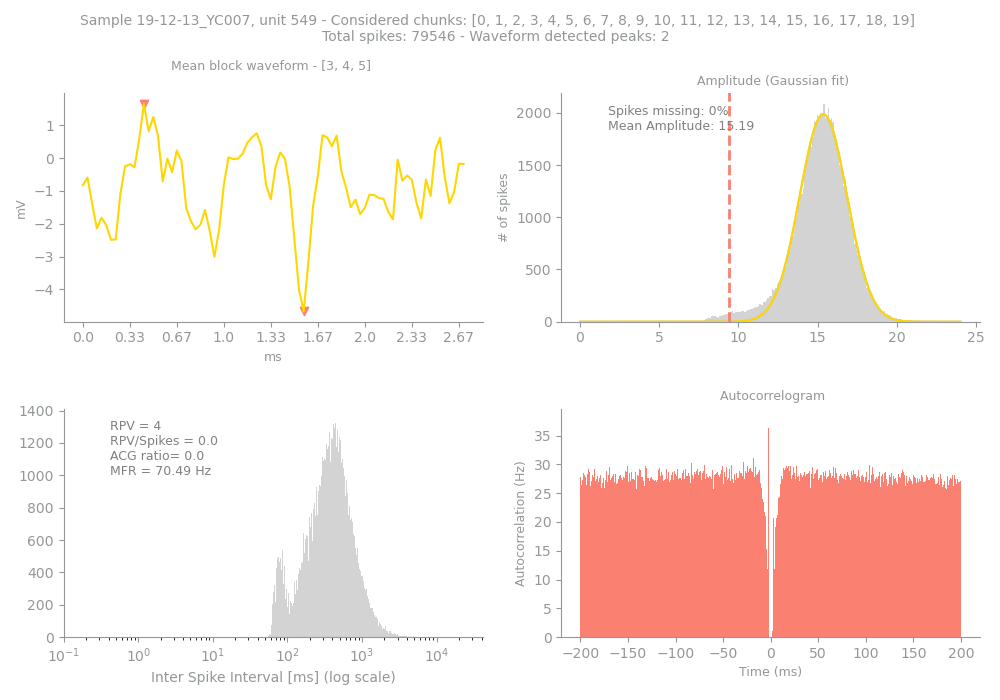 Sample 19-12-13_YC007, unit 549 - Considered chunks: [0, 1, 2, 3, 4, 5, 6, 7, 8, 9, 10, 11, 12, 13, 14, 15, 16, 17, 18, 19]
Total spikes: 79546 - Waveform detected peaks: 2
Mean block waveform - [3, 4, 5]
1
0
−1
−2
−3
−4
mV
0.0 0.33 0.67 1.0 1.33 1.67 2.0 2.33 2.67
ms
Amplitude (Gaussian fit)
Spikes missing: 0%
Mean Amplitude: 15.19
2000
1500
1000
500
0
# of spikes
0 5 10 15 20 25
1400
1200
1000
800
600
400
200
0
RPV = 4
RPV/Spikes = 0.0
ACG ratio= 0.0
MFR = 70.49 Hz
10⁻¹ 10⁰ 10¹ 10² 10³ 10⁴
Inter Spike Interval [ms] (log scale)
Autocorrelogram
35
30
25
20
15
10
5
0
Autocorrelation (Hz)
−200 −150 −100 −50 0 50 100 150 200
Time (ms)